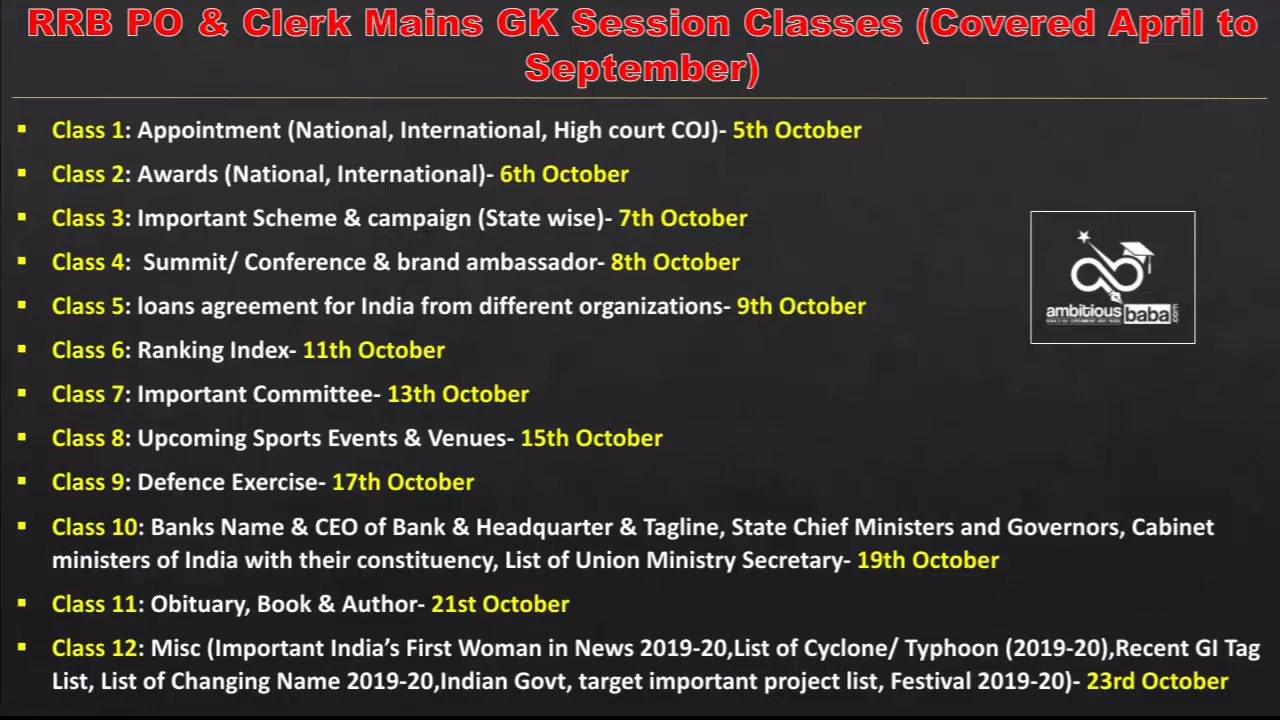 RRB PO & Clerk Mains GK Session Classes (Covered April to
September)
▪ Class 1: Appointment (National, International, High court COJ)- 5th October
▪ Class 2: Awards (National, International)- 6th October
▪ Class 3: Important Scheme & campaign (State wise)- 7th October
▪ Class 4:  Summit/ Conference & brand ambassador- 8th October
▪ Class 5: loans agreement for India from different organizations- 9th October
▪ Class 6: Ranking Index- 11th October
▪ Class 7: Important Committee- 13th October
▪ Class 8: Upcoming Sports Events & Venues- 15th October
▪ Class 9: Defence Exercise- 17th October
▪ Class 10: Banks Name & CEO of Bank & Headquarter & Tagline, State Chief Ministers and Governors, Cabinet
ministers of India with their constituency, List of Union Ministry Secretary- 19th October
▪ Class 11: Obituary, Book & Author- 21st October
▪ Class 12: Misc (Important India’s First Woman in News 2019-20,List of Cyclone/ Typhoon (2019-20),Recent GI Tag
List, List of Changing Name 2019-20,Indian Govt, target important project list, Festival 2019-20)- 23rd October
ambitiousbaba.com